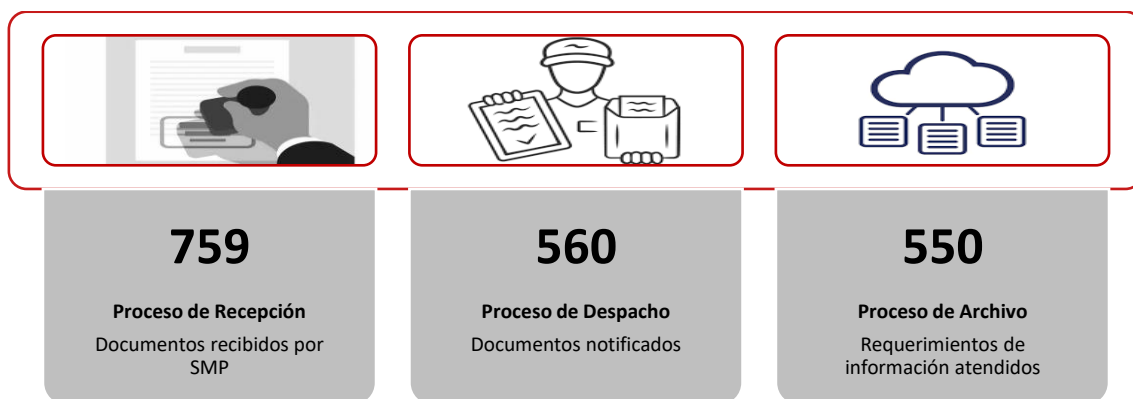 759
Proceso de Recepción
Documentos recibidos por
SMP
560
Proceso de Despacho
Documentos notificados
550
Proceso de Archivo
Requerimientos de
información atendidos